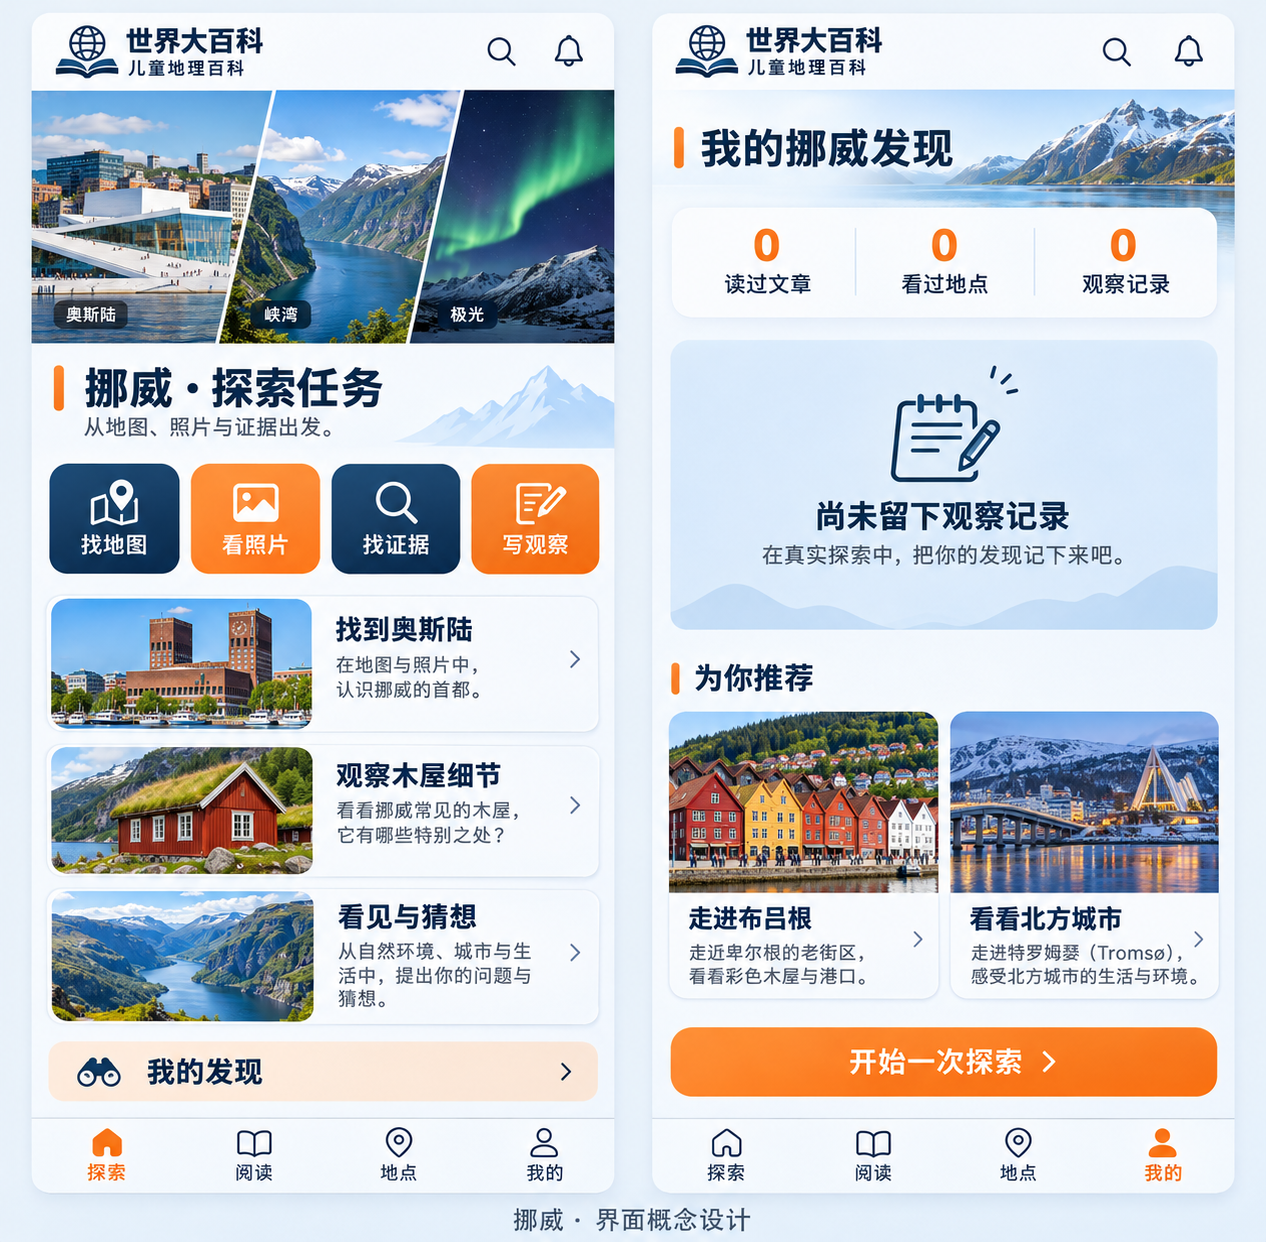 世界大百科
儿童地理百科
奥斯陆
峡湾
极光
挪威·探索任务
从地图、照片与证据出发。
找地图
看照片
找证据
写观察
找到奥斯陆
在地图与照片中，
认识挪威的首都。
观察木屋细节
看看挪威常见的木屋，
它有哪些特别之处？
看见与猜想
从自然环境、城市与生
活中，提出你的问题与
猜想。
我的发现
探索
阅读
地点
我的
世界大百科
儿童地理百科
我的挪威发现
0
读过文章
0
看过地点
0
观察记录
尚未留下观察记录
在真实探索中，把你的发现记下来吧。
为你推荐
走进布吕根
走近卑尔根的老街区，
看看彩色木屋与港口。
看看北方城市
走进特罗姆瑟（Tromsø），
感受北方城市的生活与环境。
开始一次探索
探索
阅读
地点
我的
挪威 · 界面概念设计